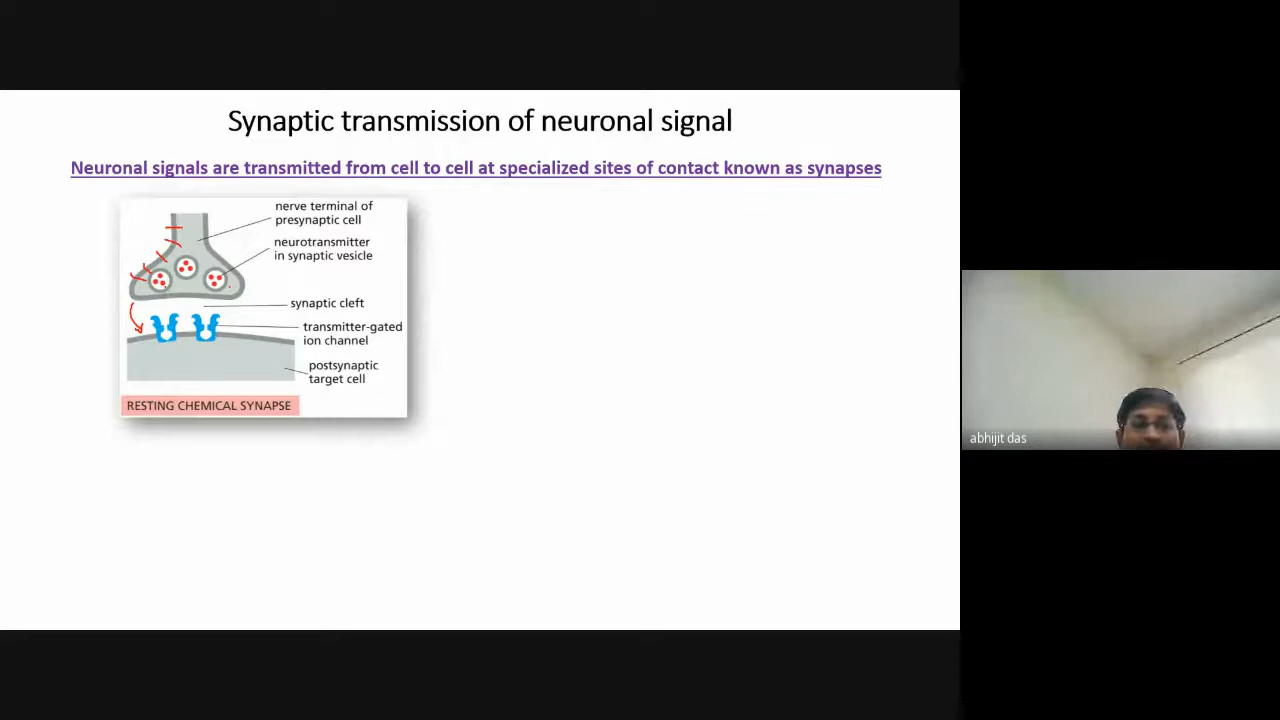 Synaptic transmission of neuronal signal
Neuronal signals are transmitted from cell to cell at specialized sites of contact known as synapses
nerve terminal of
presynaptic cell
neurotransmitter
in synaptic vesicle
synaptic cleft
transmitter-gated
ion channel
postsynaptic
target cell
RESTING CHEMICAL SYNAPSE
abhijit das